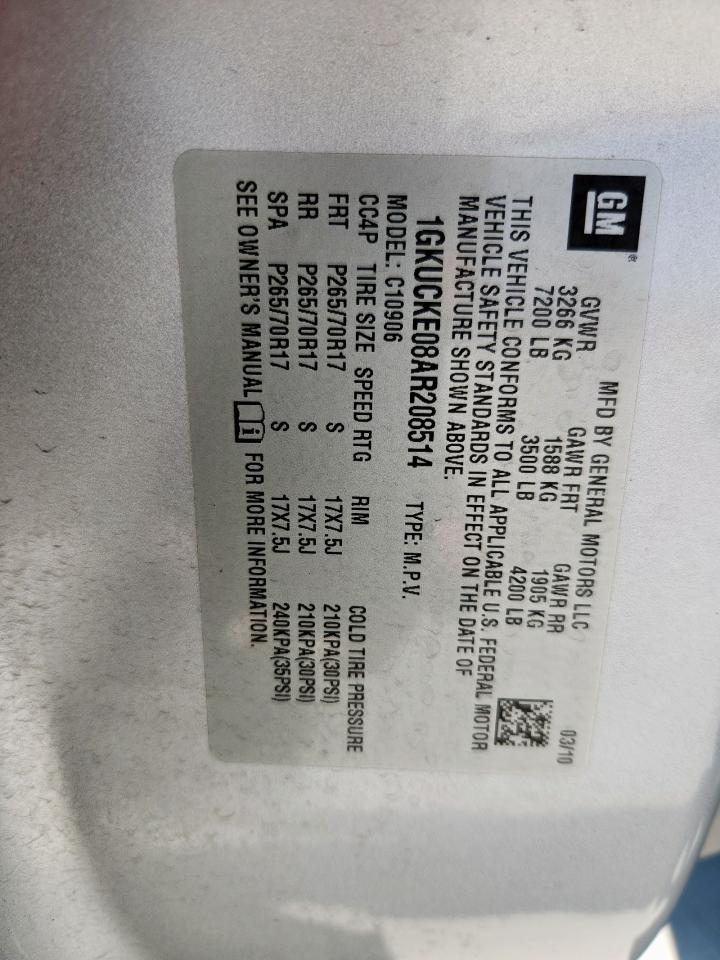 GM®
MFD BY GENERAL MOTORS LLC 03/10
GVWR GAWR FRT GAWR RR
3266 KG 1588 KG 1905 KG
7200 LB 3500 LB 4200 LB
THIS VEHICLE CONFORMS TO ALL APPLICABLE U.S. FEDERAL MOTOR
VEHICLE SAFETY STANDARDS IN EFFECT ON THE DATE OF
MANUFACTURE SHOWN ABOVE.
1GKUCKE08AR208514 TYPE: M.P.V.
MODEL: C10906
CC4P TIRE SIZE SPEED RTG RIM COLD TIRE PRESSURE
FRT P265/70R17 S 17X7.5J 210KPA(30PSI)
RR P265/70R17 S 17X7.5J 210KPA(30PSI)
SPA P265/70R17 S 17X7.5J 240KPA(35PSI)
SEE OWNER'S MANUAL i FOR MORE INFORMATION.